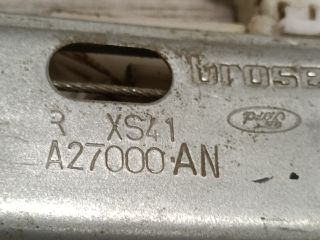 brose
R XS41
Ford
A27000·AN